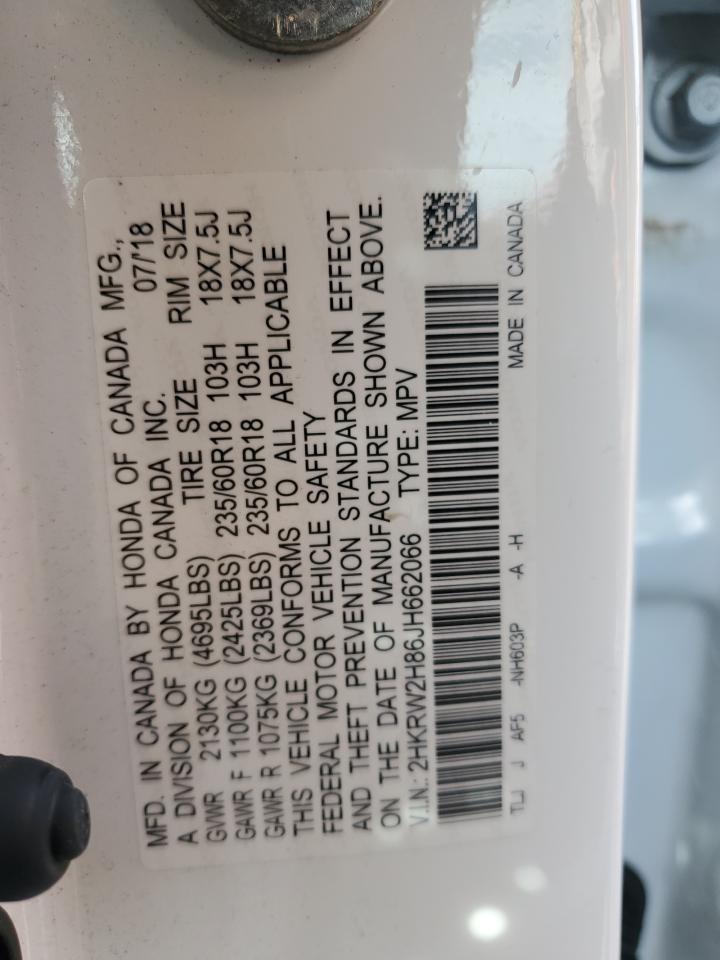 MFD. IN CANADA BY HONDA OF CANADA MFG.,
A DIVISION OF HONDA CANADA INC. 07/'18
GVWR 2130KG (4695LBS) TIRE SIZE RIM SIZE
GAWR F 1100KG (2425LBS) 235/60R18 103H 18X7.5J
GAWR R 1075KG (2369LBS) 235/60R18 103H 18X7.5J
THIS VEHICLE CONFORMS TO ALL APPLICABLE
FEDERAL MOTOR VEHICLE SAFETY
AND THEFT PREVENTION STANDARDS IN EFFECT
ON THE DATE OF MANUFACTURE SHOWN ABOVE.
V.I.N.: 2HKRW2H86JH662066 TYPE: MPV
TLJ J AF5 -NH603P -A -H MADE IN CANADA